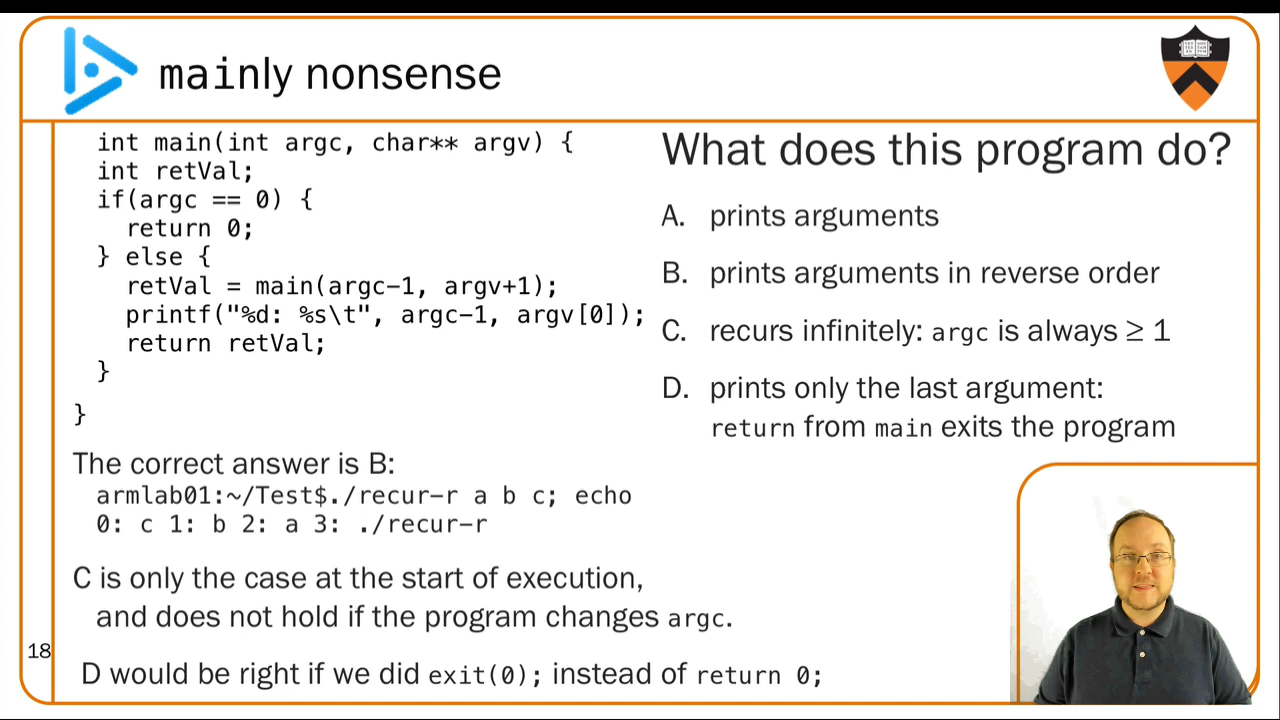 mainly nonsense
int main(int argc, char** argv) {
int retVal;
if(argc == 0) {
return 0;
} else {
retVal = main(argc-1, argv+1);
printf("%d: %s\t", argc-1, argv[0]);
return retVal;
}
}
What does this program do?
A. prints arguments
B. prints arguments in reverse order
C. recurs infinitely: argc is always ≥ 1
D. prints only the last argument:
return from main exits the program
The correct answer is B:
armlab01:~/Test$./recur-r a b c; echo
0: c 1: b 2: a 3: ./recur-r
C is only the case at the start of execution,
and does not hold if the program changes argc.
D would be right if we did exit(0); instead of return 0;
18